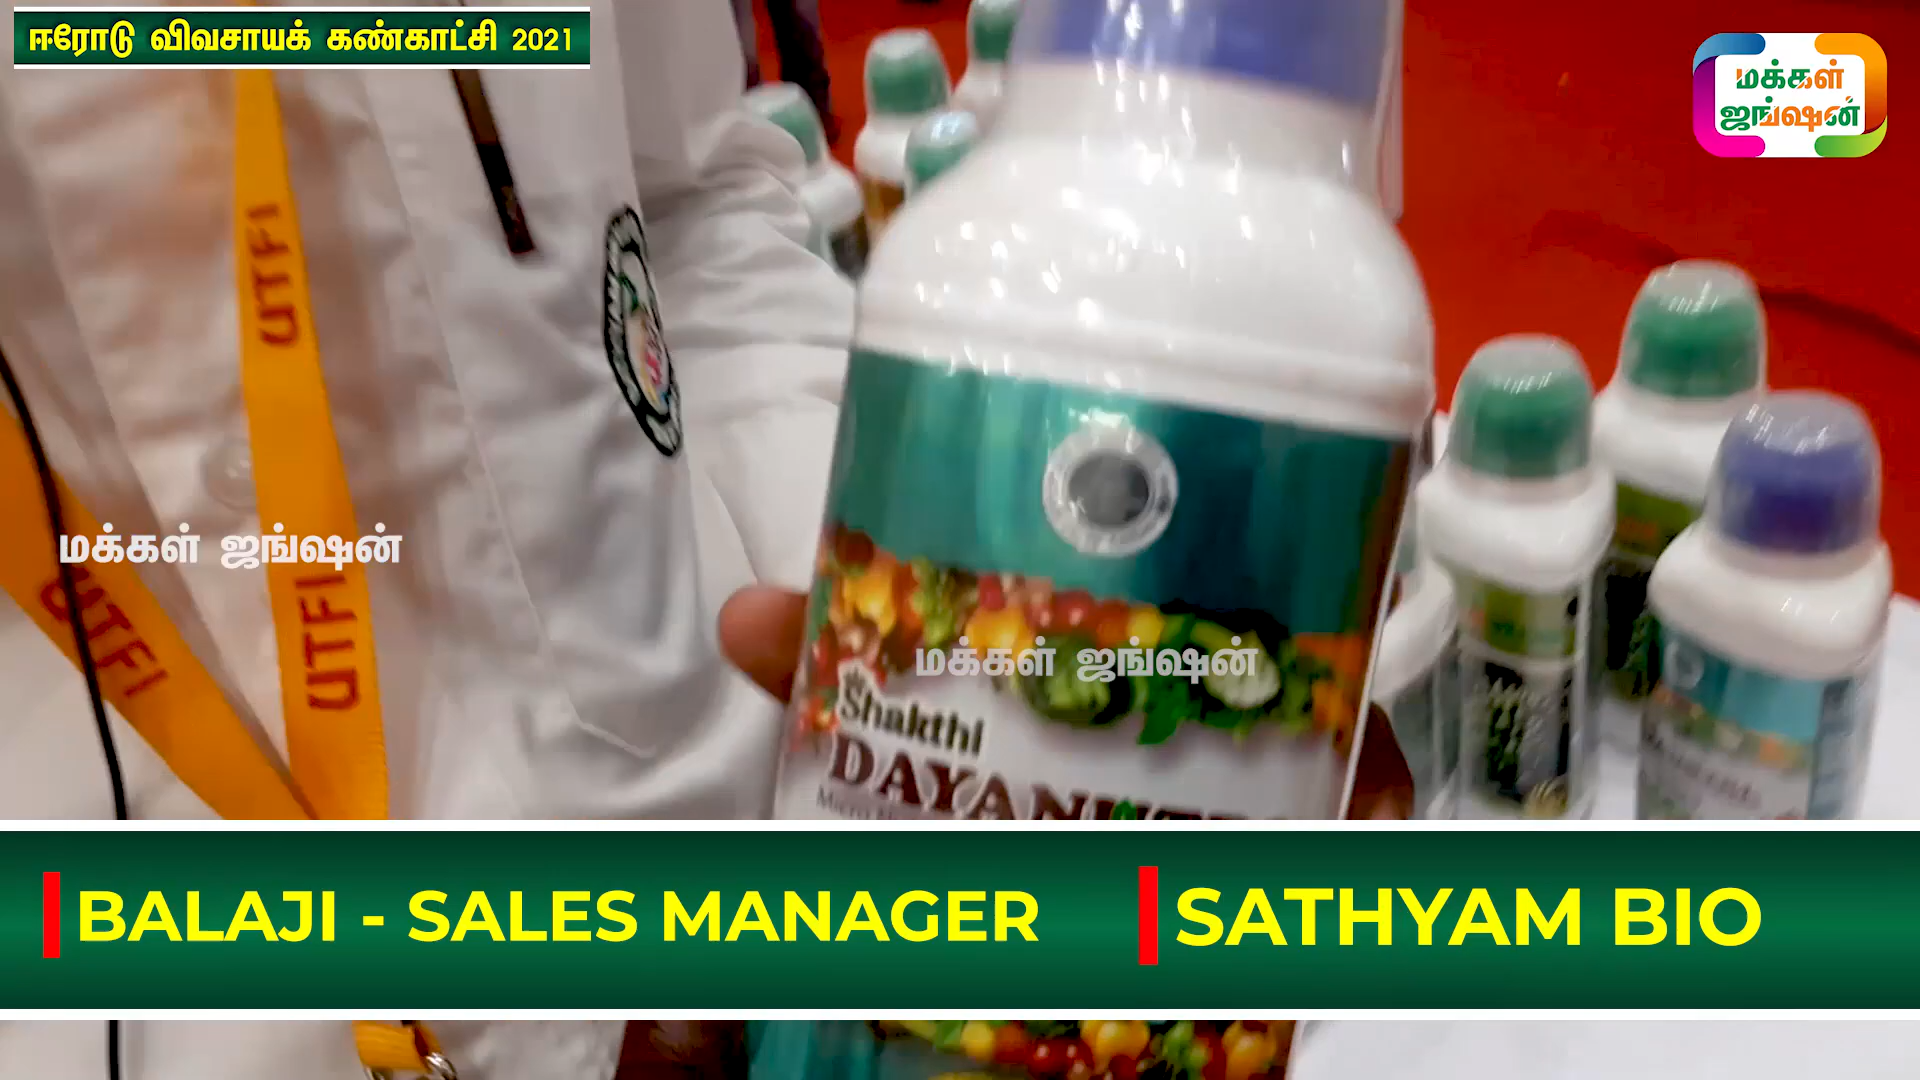 ஈரோடு விவசாயக் கண்காட்சி 2021
மக்கள்
ஜங்ஷன்
UTFI
மக்கள் ஜங்ஷன்
UTFI
UTFI
மக்கள் ஜங்ஷன்
Shakthi
BALAJI - SALES MANAGER
SATHYAM BIO